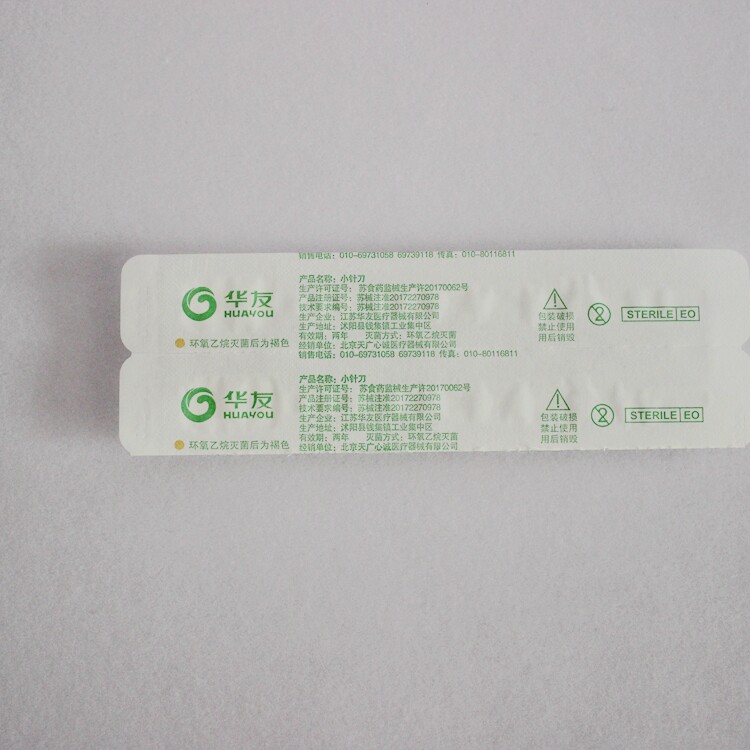 销售电话：010-69731058 69739118 传真：010-80116811
华友
HUAYOU
环氧乙烷灭菌后为褐色
产品名称：小针刀
生产许可证号：苏食药监械生产许20170062号
产品注册证号：苏械注准20172270978
技术要求编号：苏械注准20172270978
生产企业：江苏华友医疗器械有限公司
生产地址：沭阳县钱集镇工业集中区
有效期：两年 灭菌方式：环氧乙烷灭菌
经销单位：北京天广心诚医疗器械有限公司
销售电话：010-69731058 69739118 传真：010-80116811
包装破损
禁止使用
用后销毁
2
STERILE EO
华友
HUAYOU
环氧乙烷灭菌后为褐色
产品名称：小针刀
生产许可证号：苏食药监械生产许20170062号
产品注册证号：苏械注准20172270978
技术要求编号：苏械注准20172270978
生产企业：江苏华友医疗器械有限公司
生产地址：沭阳县钱集镇工业集中区
有效期：两年 灭菌方式：环氧乙烷灭菌
经销单位：北京天广心诚医疗器械有限公司
包装破损
禁止使用
用后销毁
2
STERILE EO